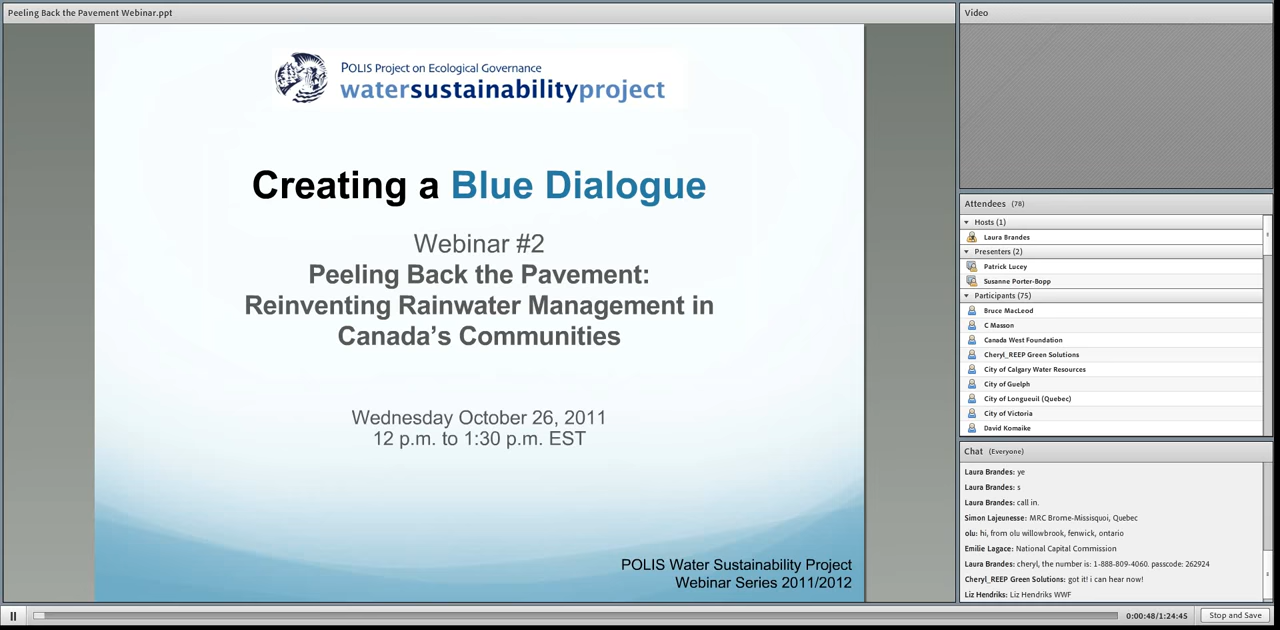 Peeling Back the Pavement Webinar.ppt
POLIS Project on Ecological Governance
watersustainabilityproject
Creating a Blue Dialogue
Webinar #2
Peeling Back the Pavement:
Reinventing Rainwater Management in
Canada's Communities
Wednesday October 26, 2011
12 p.m. to 1:30 p.m. EST
POLIS Water Sustainability Project
Webinar Series 2011/2012
Video
Attendees (78)
Hosts (1)
Laura Brandes
Presenters (2)
Patrick Lucey
Susanne Porter-Bopp
Participants (75)
Bruce MacLeod
C Masson
Canada West Foundation
Cheryl_REEP Green Solutions
City of Calgary Water Resources
City of Guelph
City of Longueuil (Quebec)
City of Victoria
David Komaike
Chat (Everyone)
Laura Brandes: ye
Laura Brandes: s
Laura Brandes: call in.
Simon Lajeunesse: MRC Brome-Missisquoi, Quebec
olu: hi, from olu willowbrook, fenwick, ontario
Emilie Lagace: National Capital Commission
Laura Brandes: cheryl, the number is: 1-888-809-4060. passcode: 262924
Cheryl_REEP Green Solutions: got it! i can hear now!
Liz Hendriks: Liz Hendriks WWF
0:00:48/1:24:45
Stop and Save